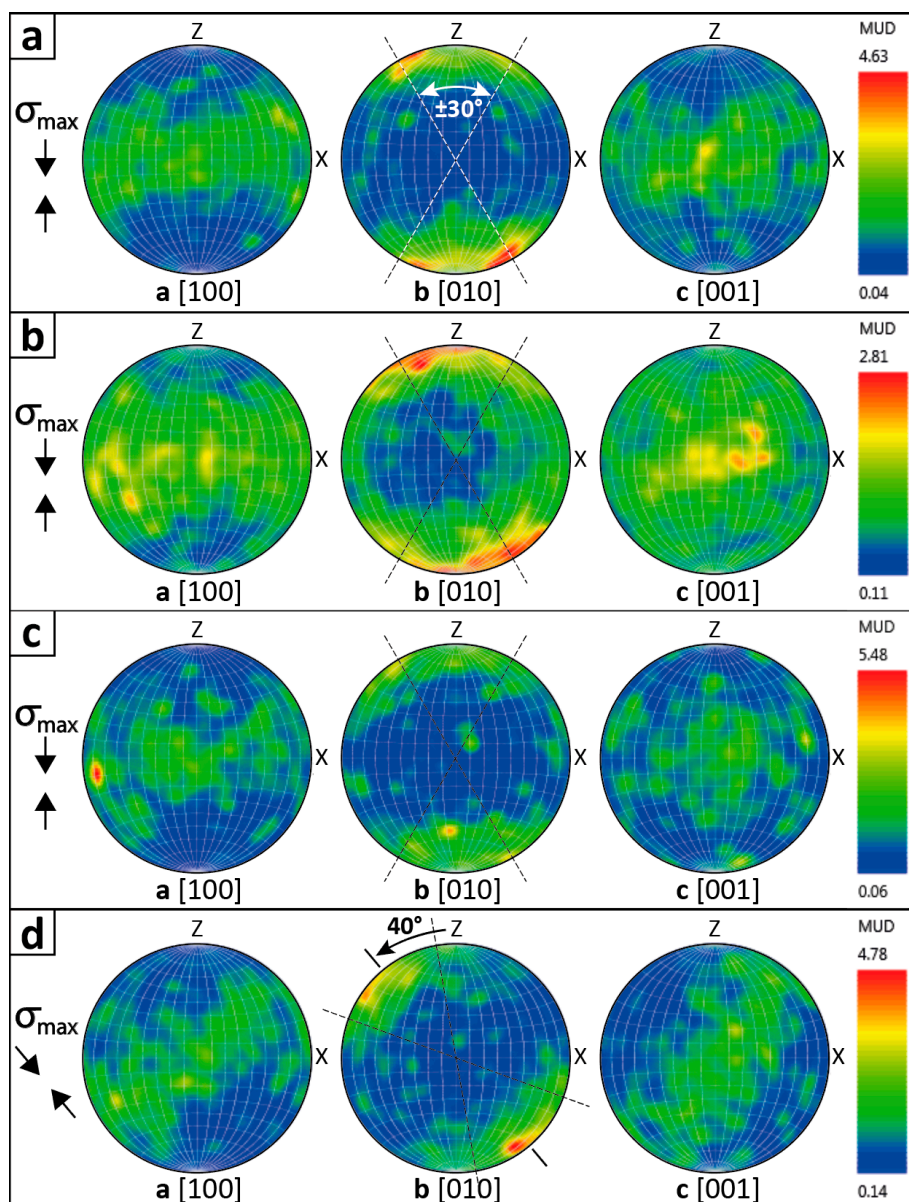 a
σmax
Z
Z
Z
X
X
X
±30°
a [100]
b [010]
c [001]
MUD
4.63
0.04
b
σmax
Z
Z
Z
X
X
X
a [100]
b [010]
c [001]
MUD
2.81
0.11
c
σmax
Z
Z
Z
X
X
X
a [100]
b [010]
c [001]
MUD
5.48
0.06
d
σmax
Z
40°
Z
Z
X
X
X
a [100]
b [010]
c [001]
MUD
4.78
0.14